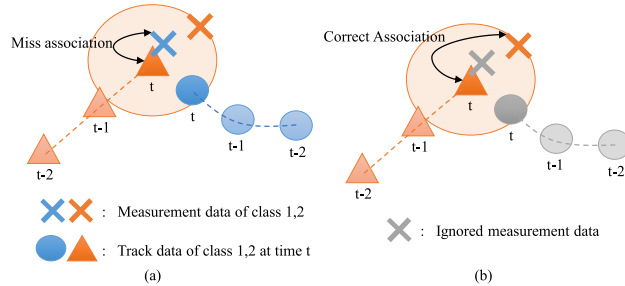 Miss association
t
t
t-1
t-1
t-2
t-2
: Measurement data of class 1,2
: Track data of class 1,2 at time t
(a)
Correct Association
t
t
t-1
t-1
t-2
t-2
: Ignored measurement data
(b)